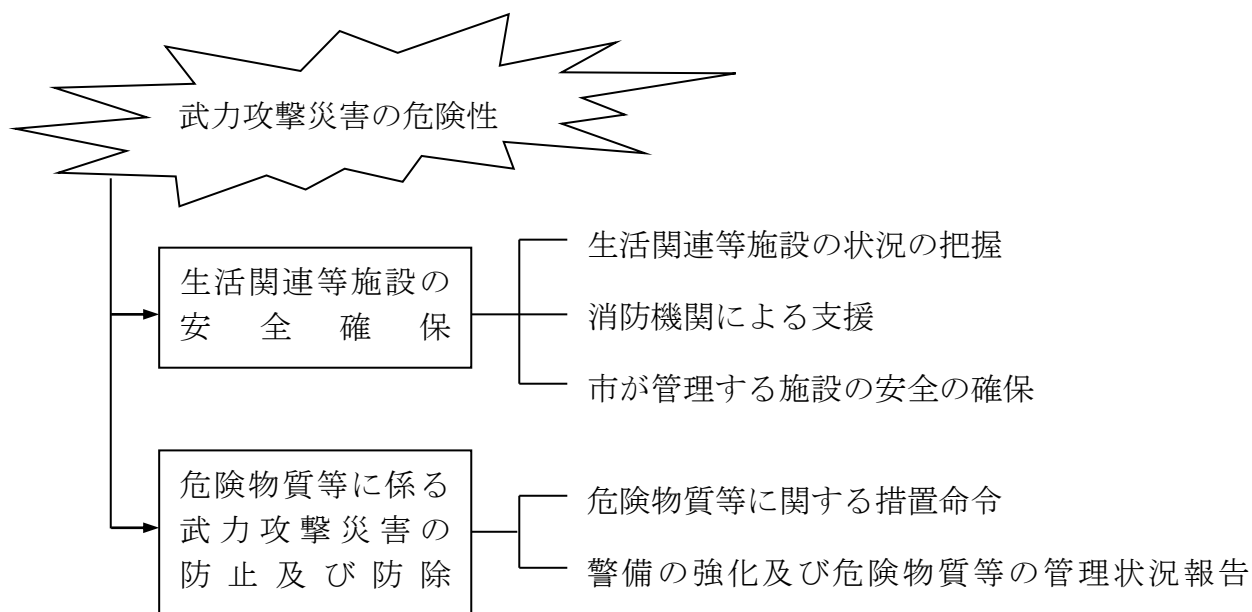 武力攻撃災害の危険性
生活関連等施設の
安全確保
生活関連等施設の状況の把握
消防機関による支援
市が管理する施設の安全の確保
危険物質等に係る
武力攻撃災害の
防止及び防除
危険物質等に関する措置命令
警備の強化及び危険物質等の管理状況報告